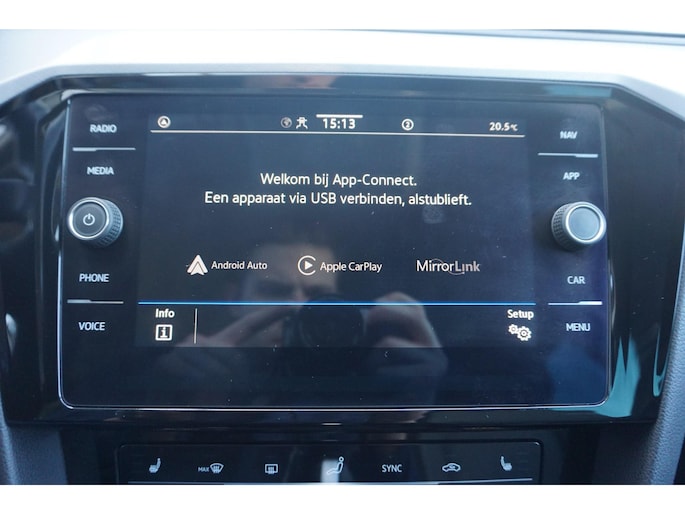 RADIO
MEDIA
PHONE
VOICE
15:13
2
20.5°C
Welkom bij App-Connect.
Een apparaat via USB verbinden, alstublieft.
Android Auto
Apple CarPlay
MirrorLink
Info
i
Setup
NAV
APP
CAR
MENU
MAX
SYNC